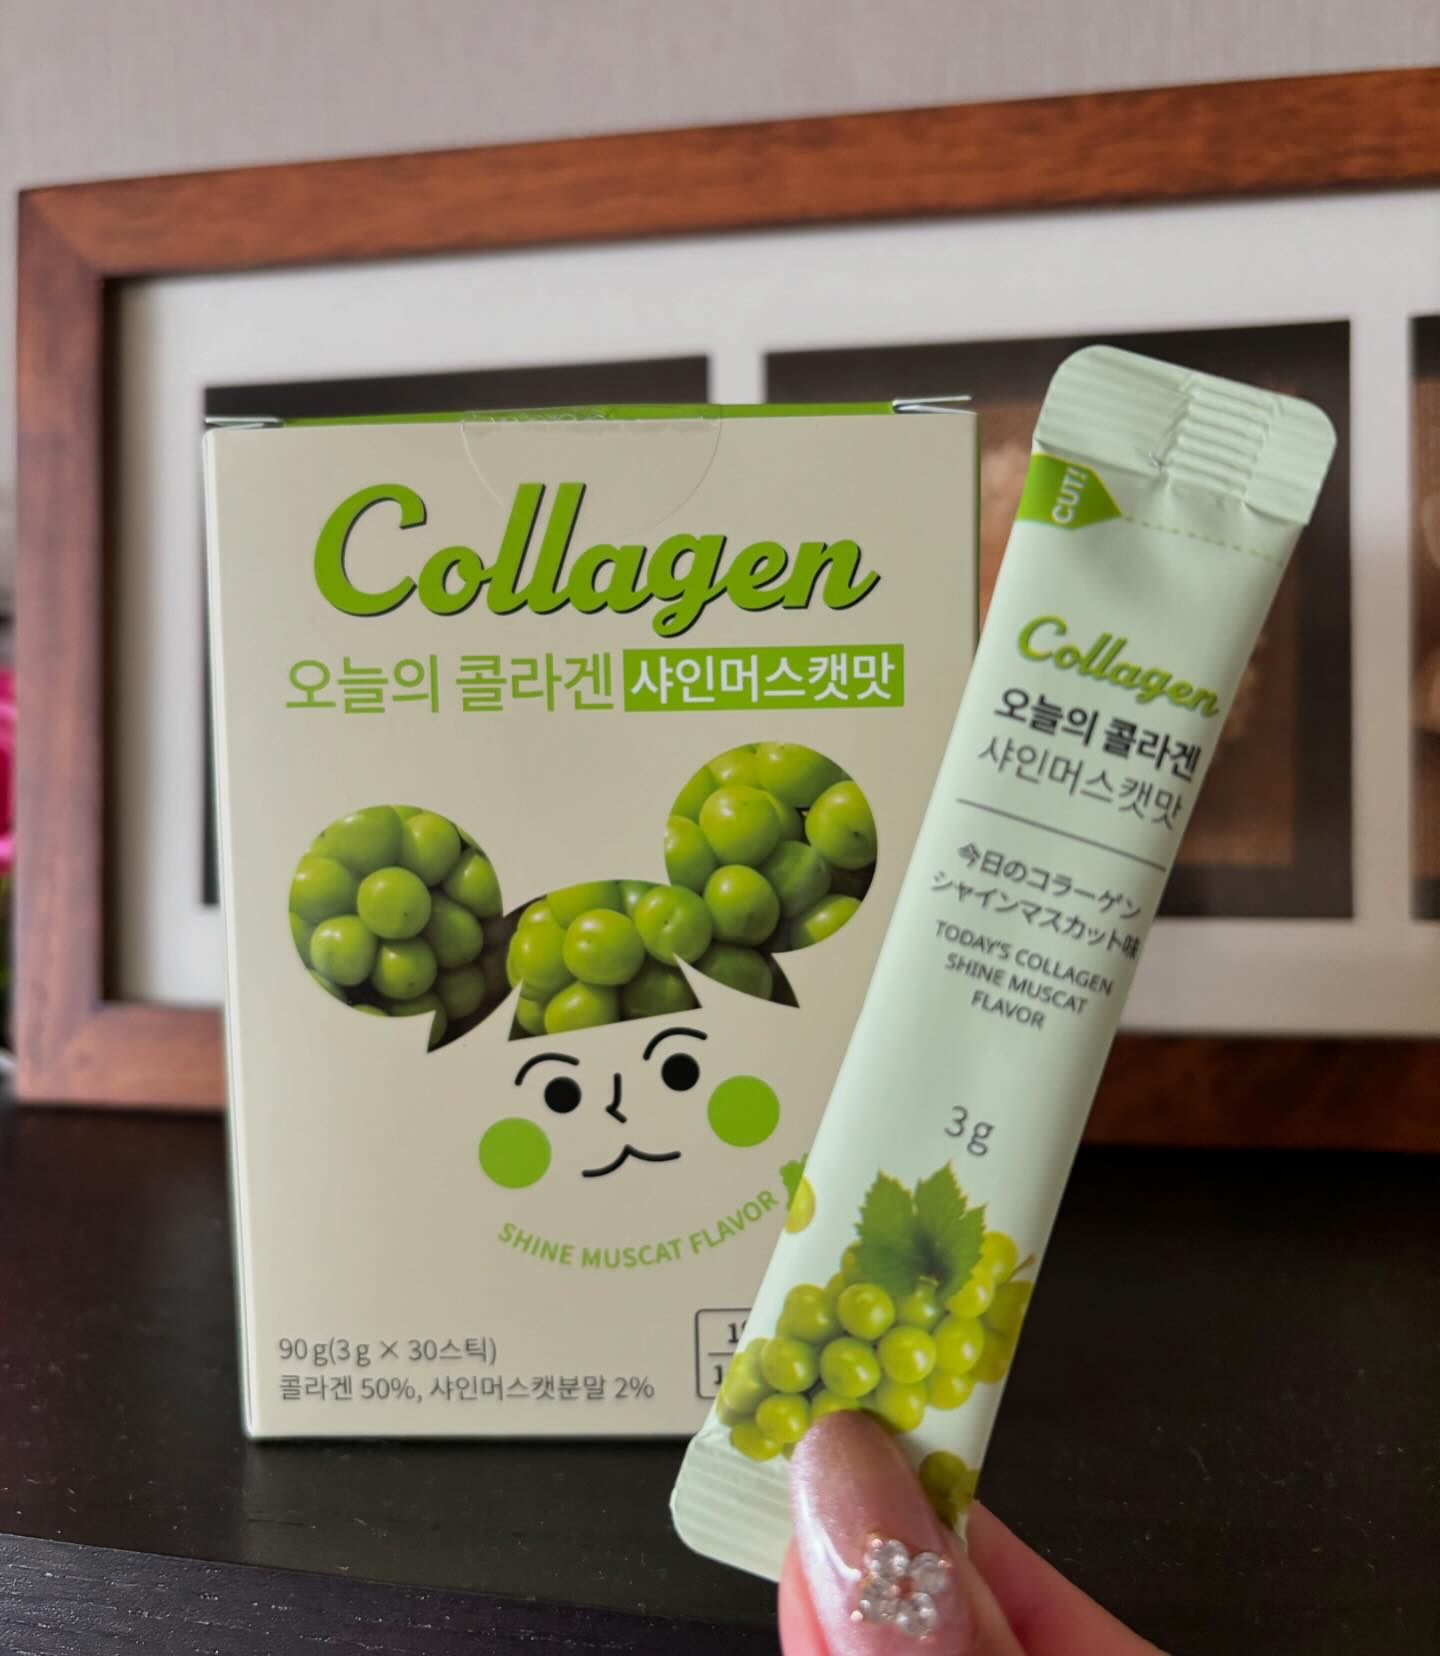 Collagen
오늘의 콜라겐 샤인머스캣맛
SHINE MUSCAT FLAVOR
90g(3g × 30스틱)
콜라겐 50%, 샤인머스캣분말 2%
CUT!
Collagen
오늘의 콜라겐
샤인머스캣맛
今日のコラーゲン
シャインマスカット味
TODAY'S COLLAGEN
SHINE MUSCAT
FLAVOR
3g